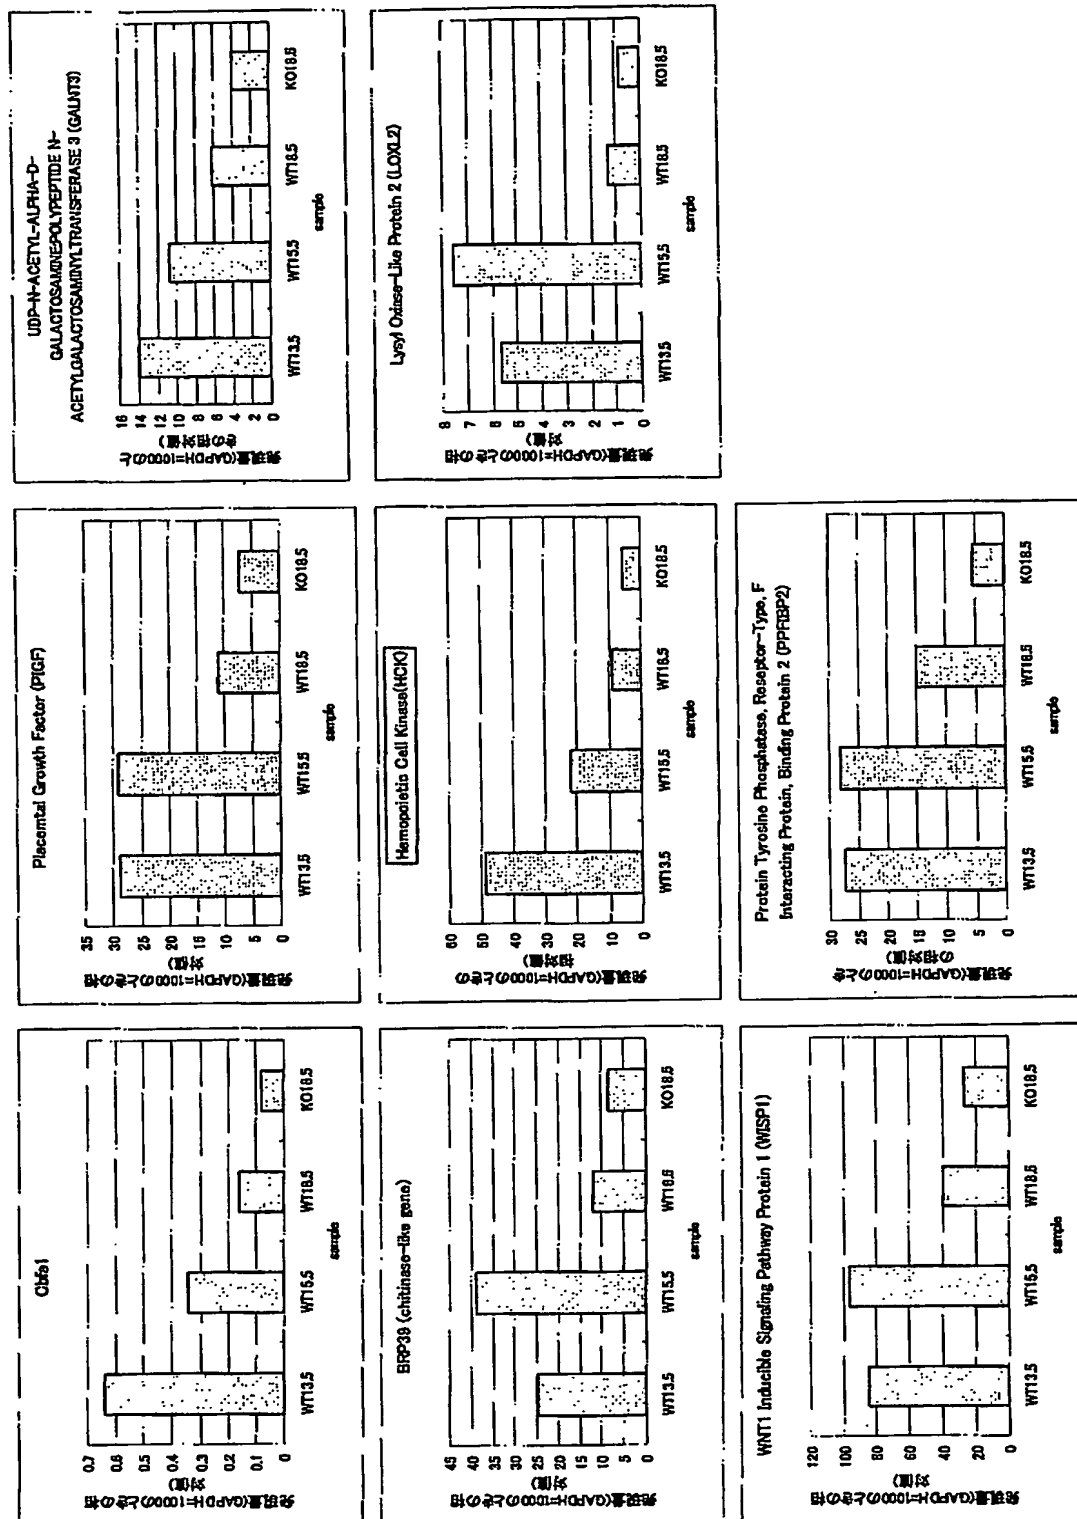 Cbfa1
発現量(GAPDH=1000のときの相
対値)
0.7
0.6
0.5
0.4
0.3
0.2
0.1
0
WT13.5 WT15.5 WT18.5 KO18.5
sample
Placemtal Growth Factor (PlGF)
発現量(GAPDH=1000のときの相
対値)
35
30
25
20
15
10
5
0
WT13.5 WT15.5 WT18.5 KO18.5
sample
UDP-N-ACETYL-ALPHA-D-
GALACTOSAMINE:POLYPEPTIDE N-
ACETYLGALACTOSAMINYLTRANSFERASE 3 (GALNT3)
発現量(GAPDH=1000のと
きの相対値)
16
14
12
10
8
6
4
2
0
WT13.5 WT15.5 WT18.5 KO18.5
sample
BRP39 (chitinase-like gene)
発現量(GAPDH=1000のときの相
対値)
45
40
35
30
25
20
15
10
5
0
WT13.5 WT15.5 WT18.5 KO18.5
sample
Hemopoietic Cell Kinase(HCK)
発現量(GAPDH=1000のときの
相対値)
60
50
40
30
20
10
0
WT13.5 WT15.5 WT18.5 KO18.5
sample
Lysyl Oxiase-Like Protein 2 (LOXL2)
発現量(GAPDH=1000のときの相
対値)
8
7
6
5
4
3
2
1
0
WT13.5 WT15.5 WT18.5 KO18.5
sample
WNT1 Inducible Signaling Pathway Protein 1 (WISP1)
発現量(GAPDH=1000のときの相
対値)
120
100
80
60
40
20
0
WT13.5 WT15.5 WT18.5 KO18.5
sample
Protein Tyrosine Phosphatase, Reseptor-Type, F
Interacting Protein, Binding Protein 2 (PPFIBP2)
発現量(GAPDH=1000のとき
の相対値)
30
25
20
15
10
5
0
WT13.5 WT15.5 WT18.5 KO18.5
sample